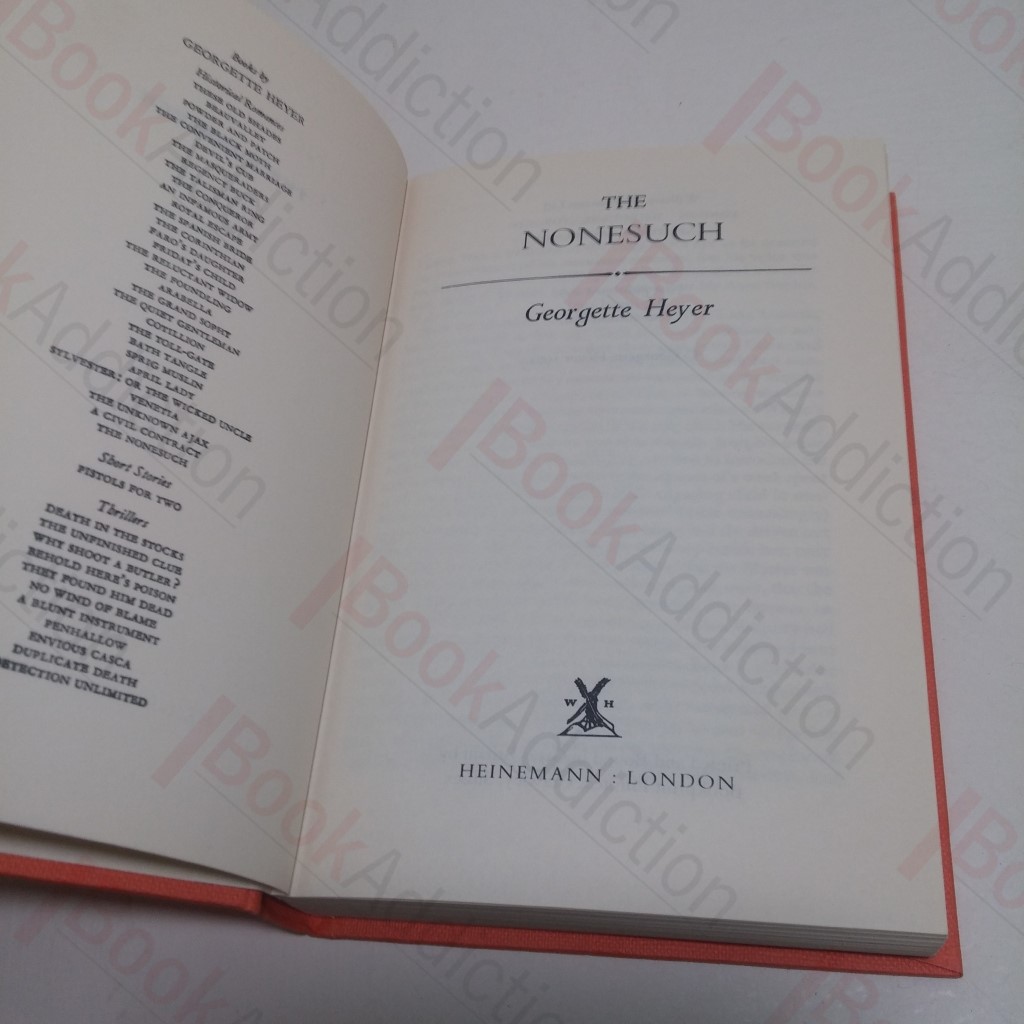 Books by
GEORGETTE HEYER
Historical Romances
THESE OLD SHADES
BEAUVALLET
POWDER AND PATCH
THE BLACK MOTH
THE CONVENIENT MARRIAGE
DEVIL'S CUB
THE MASQUERADERS
REGENCY BUCK
THE TALISMAN RING
THE CONQUEROR
AN INFAMOUS ARMY
ROYAL ESCAPE
THE SPANISH BRIDE
THE CORINTHIAN
FARO'S DAUGHTER
FRIDAY'S CHILD
THE RELUCTANT WIDOW
THE FOUNDLING
ARABELLA
THE GRAND SOPHY
THE QUIET GENTLEMAN
COTILLION
THE TOLL-GATE
BATH TANGLE
SPRIG MUSLIN
APRIL LADY
SYLVESTER: OR THE WICKED UNCLE
VENETIA
THE UNKNOWN AJAX
A CIVIL CONTRACT
THE NONESUCH
Short Stories
PISTOLS FOR TWO
Thrillers
DEATH IN THE STOCKS
THE UNFINISHED CLUE
WHY SHOOT A BUTLER?
BEHOLD HERE'S POISON
THEY FOUND HIM DEAD
NO WIND OF BLAME
A BLUNT INSTRUMENT
PENHALLOW
ENVIOUS CASCA
DUPLICATE DEATH
DETECTION UNLIMITED
THE
NONESUCH
Georgette Heyer
W H
HEINEMANN : LONDON
BookAddiction
BookAddiction
BookAddiction
BookAddiction
BookAddiction
BookAddiction
BookAddiction